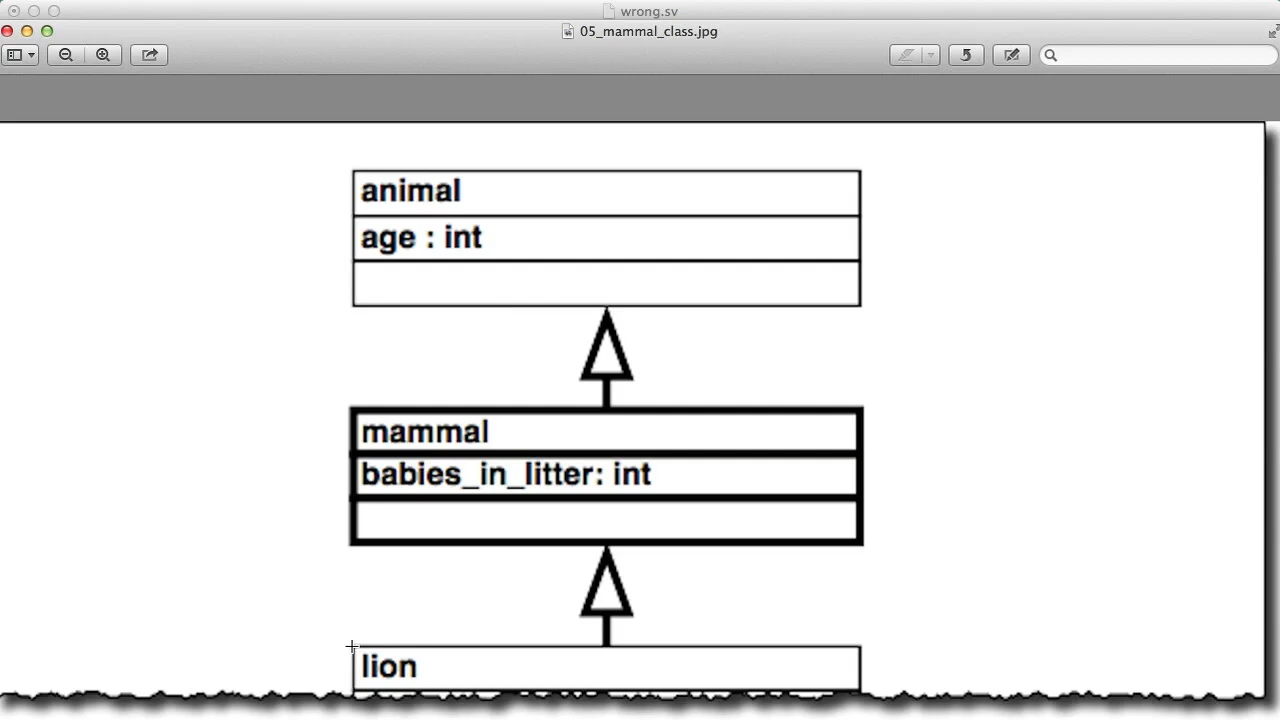 wrong.sv
05_mammal_class.jpg
animal
age : int
mammal
babies_in_litter: int
lion